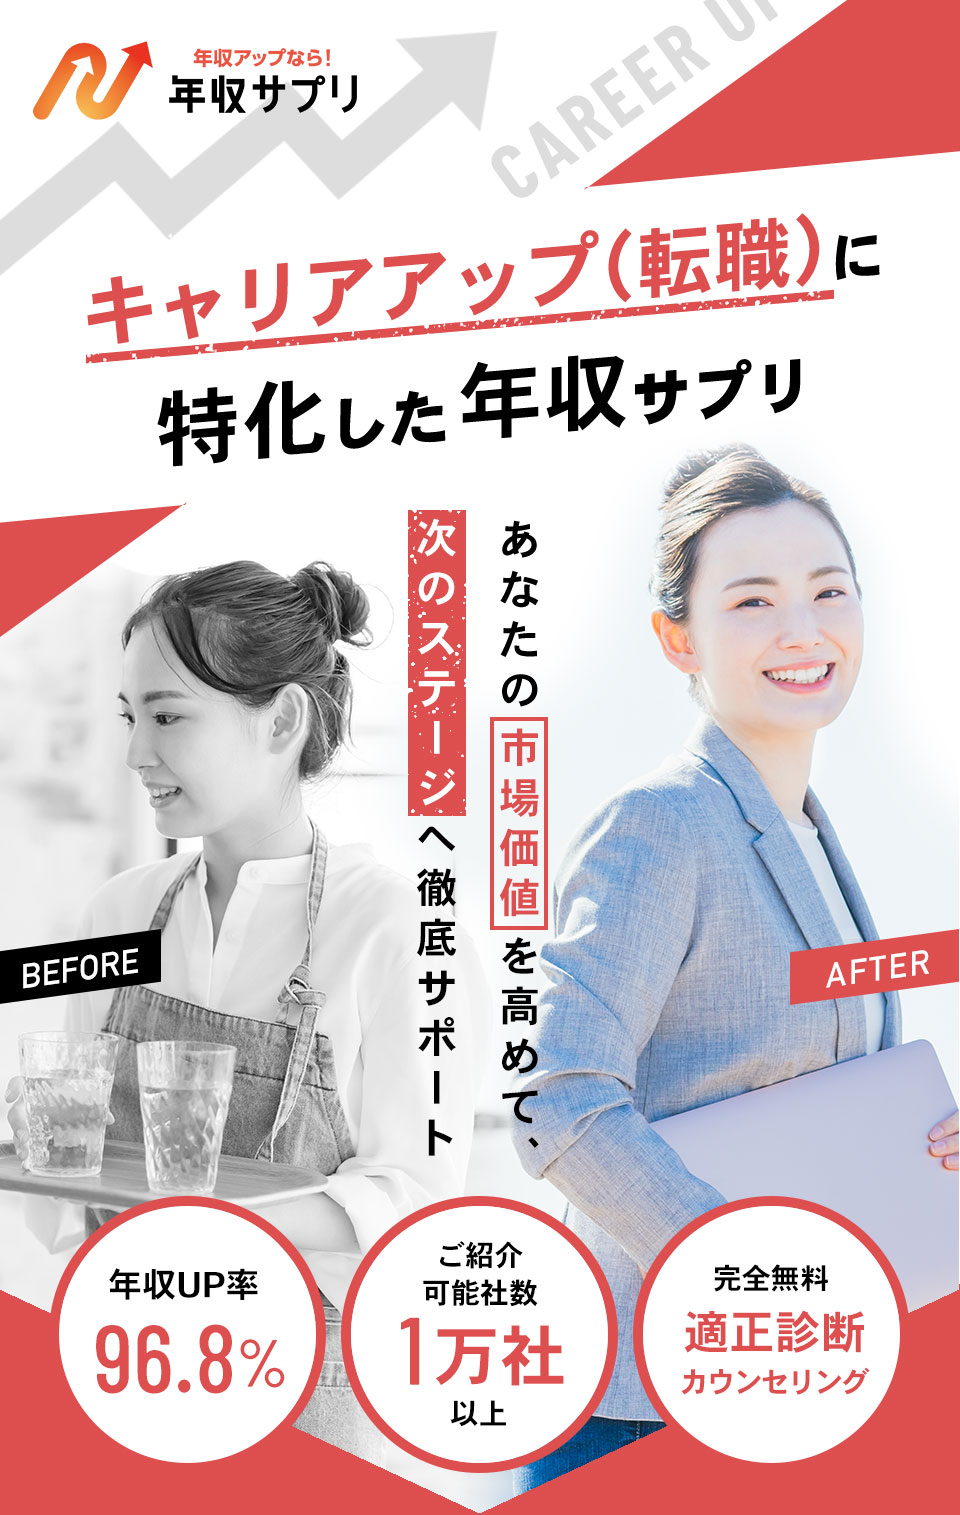 年収アップなら!
年収サプリ
CAREER UP
キャリアアップ(転職)に
特化した年収サプリ
あなたの市場価値を高めて、
次のステージへ徹底サポート
BEFORE
AFTER
年収UP率
96.8%
ご紹介
可能社数
1万社
以上
完全無料
適正診断
カウンセリング